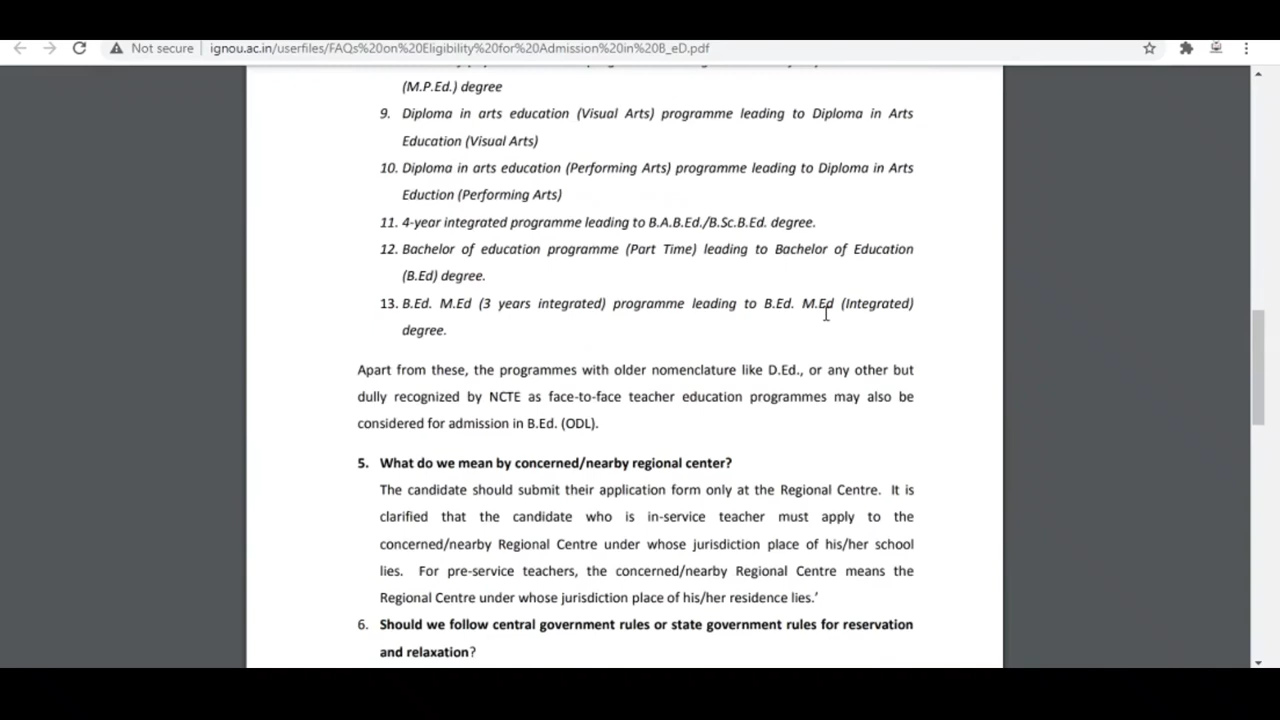 Not secure ignou.ac.in/userfiles/FAQs%20on%20Eligibility%20for%20Admission%20in%20B_eD.pdf
(M.P.Ed.) degree
9. Diploma in arts education (Visual Arts) programme leading to Diploma in Arts
Education (Visual Arts)
10. Diploma in arts education (Performing Arts) programme leading to Diploma in Arts
Eduction (Performing Arts)
11. 4-year integrated programme leading to B.A.B.Ed./B.Sc.B.Ed. degree.
12. Bachelor of education programme (Part Time) leading to Bachelor of Education
(B.Ed) degree.
13. B.Ed. M.Ed (3 years integrated) programme leading to B.Ed. M.Ed (Integrated)
degree.
Apart from these, the programmes with older nomenclature like D.Ed., or any other but
dully recognized by NCTE as face-to-face teacher education programmes may also be
considered for admission in B.Ed. (ODL).
5. What do we mean by concerned/nearby regional center?
The candidate should submit their application form only at the Regional Centre. It is
clarified that the candidate who is in-service teacher must apply to the
concerned/nearby Regional Centre under whose jurisdiction place of his/her school
lies. For pre-service teachers, the concerned/nearby Regional Centre means the
Regional Centre under whose jurisdiction place of his/her residence lies.’
6. Should we follow central government rules or state government rules for reservation
and relaxation?